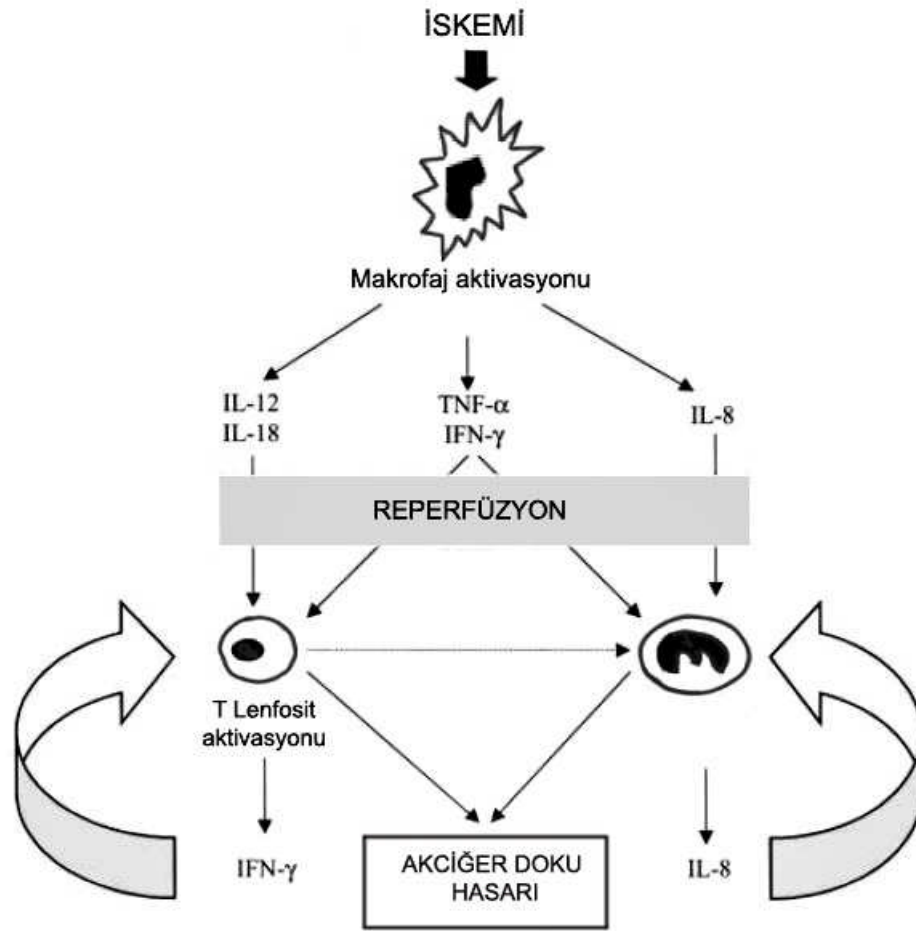 İSKEMİ
Makrofaj aktivasyonu
IL-12
IL-18
TNF-α
IFN-γ
IL-8
REPERFÜZYON
T Lenfosit
aktivasyonu
IFN-γ
AKCİĞER DOKU
HASARI
IL-8